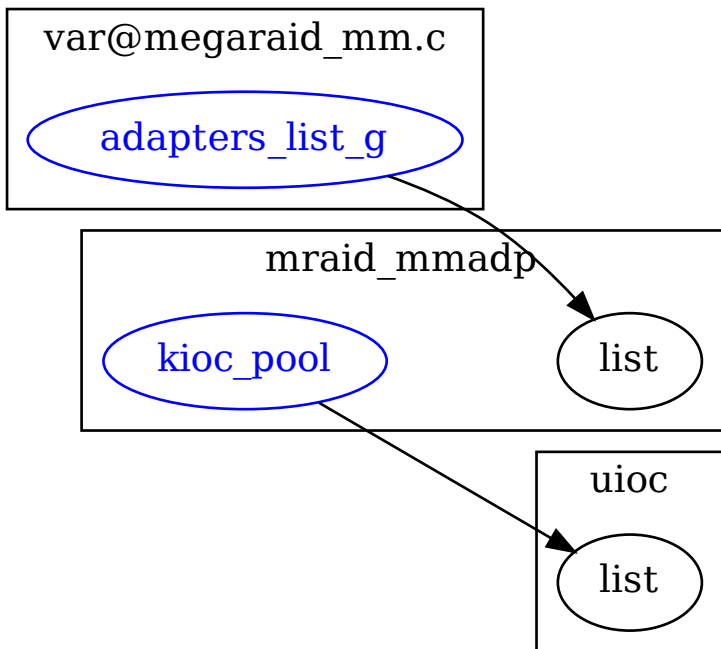 var@megaraid_mm.c
adapters_list_g
mraid_mmadp
kioc_pool
list
uioc
list